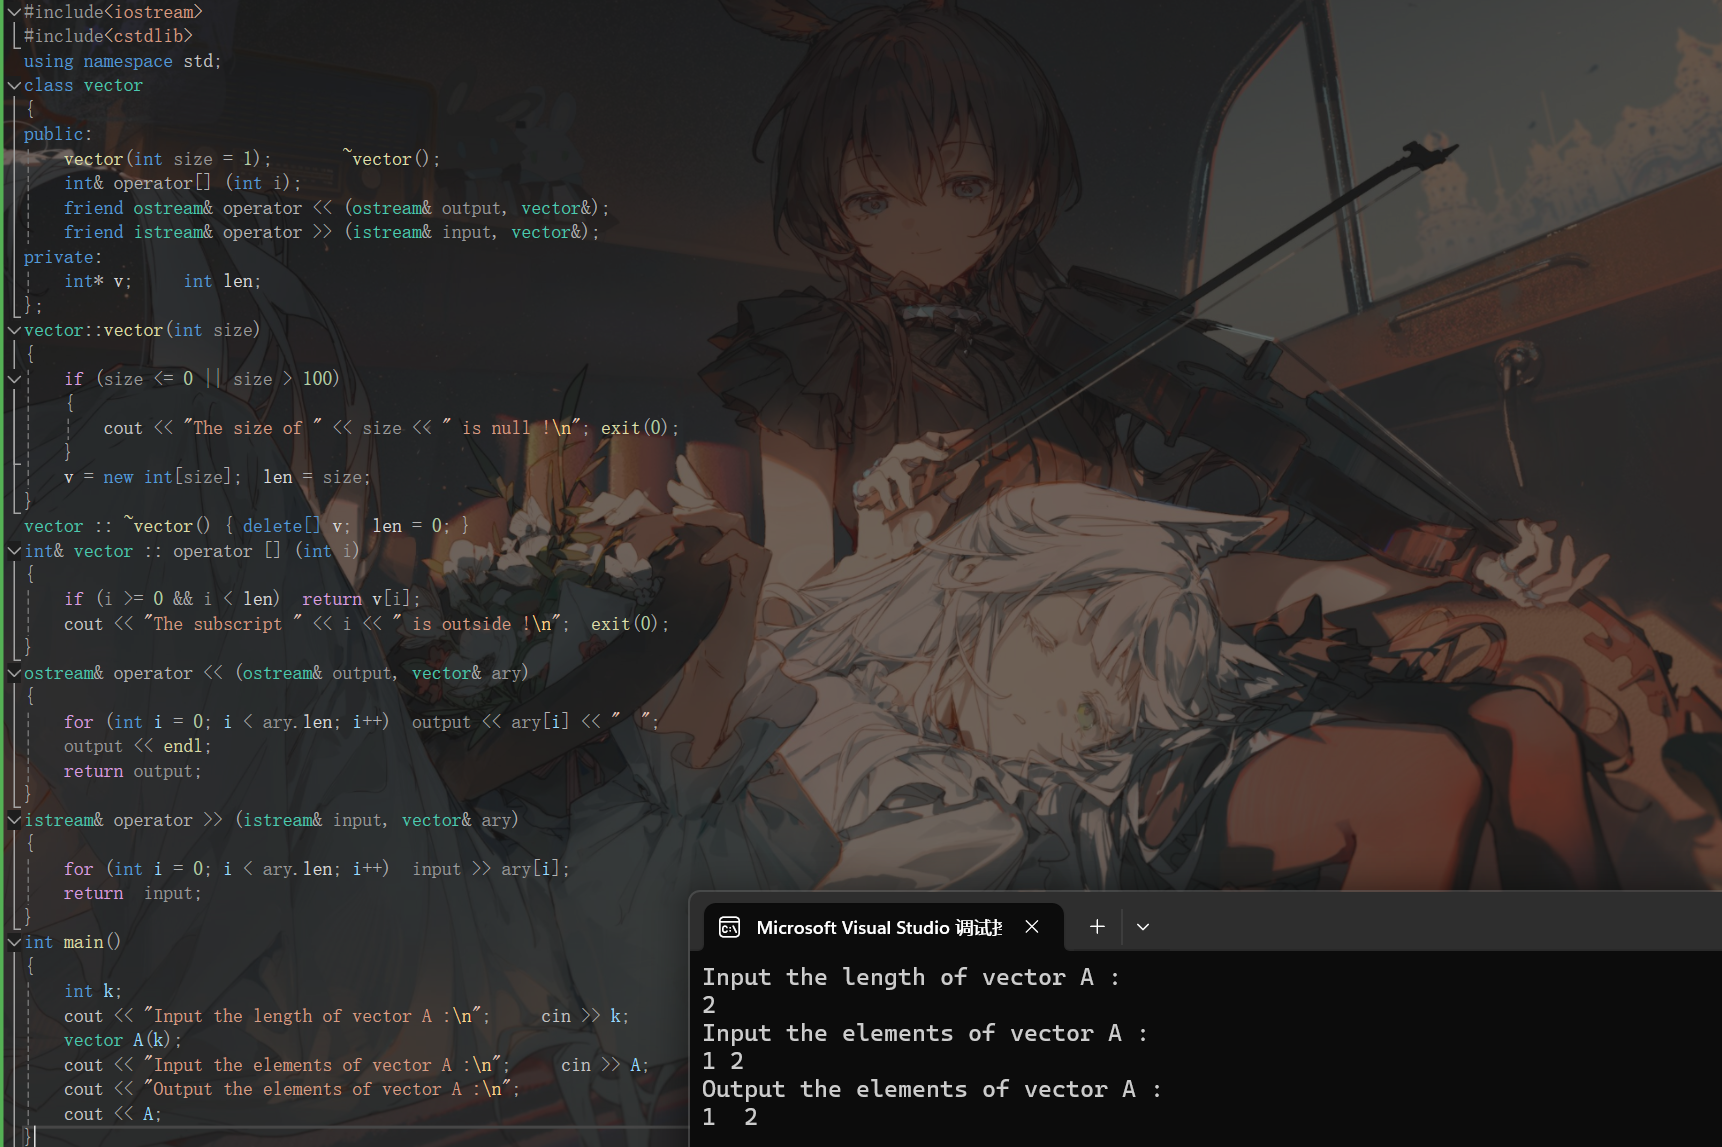 #include<iostream>
#include<cstdlib>
using namespace std;
class vector
{
public:
    vector(int size = 1);       ~vector();
    int& operator[] (int i);
    friend ostream& operator << (ostream& output, vector&);
    friend istream& operator >> (istream& input, vector&);
private:
    int* v;     int len;
};
vector::vector(int size)
{
    if (size <= 0 || size > 100)
    {
        cout << "The size of " << size << " is null !\n"; exit(0);
    }
    v = new int[size];  len = size;
}
vector :: ~vector() { delete[] v;  len = 0; }
int& vector :: operator [] (int i)
{
    if (i >= 0 && i < len)  return v[i];
    cout << "The subscript " << i << " is outside !\n";  exit(0);
}
ostream& operator << (ostream& output, vector& ary)
{
    for (int i = 0; i < ary.len; i++)  output << ary[i] << "  ";
    output << endl;
    return output;
}
istream& operator >> (istream& input, vector& ary)
{
    for (int i = 0; i < ary.len; i++)  input >> ary[i];
    return  input;
}
int main()
{
    int k;
    cout << "Input the length of vector A :\n";     cin >> k;
    vector A(k);
    cout << "Input the elements of vector A :\n";     cin >> A;
    cout << "Output the elements of vector A :\n";
    cout << A;
}
Microsoft Visual Studio 调试
Input the length of vector A :
2
Input the elements of vector A :
1 2
Output the elements of vector A :
1  2